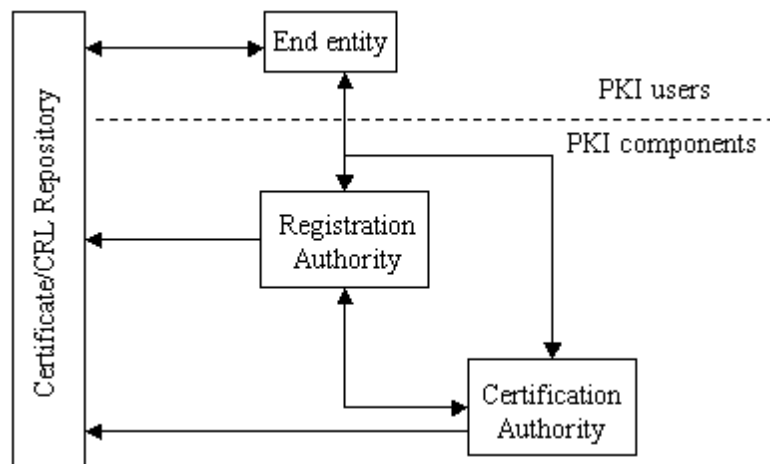 End entity
PKI users
PKI components
Certificate/CRL Repository
Registration
Authority
Certification
Authority